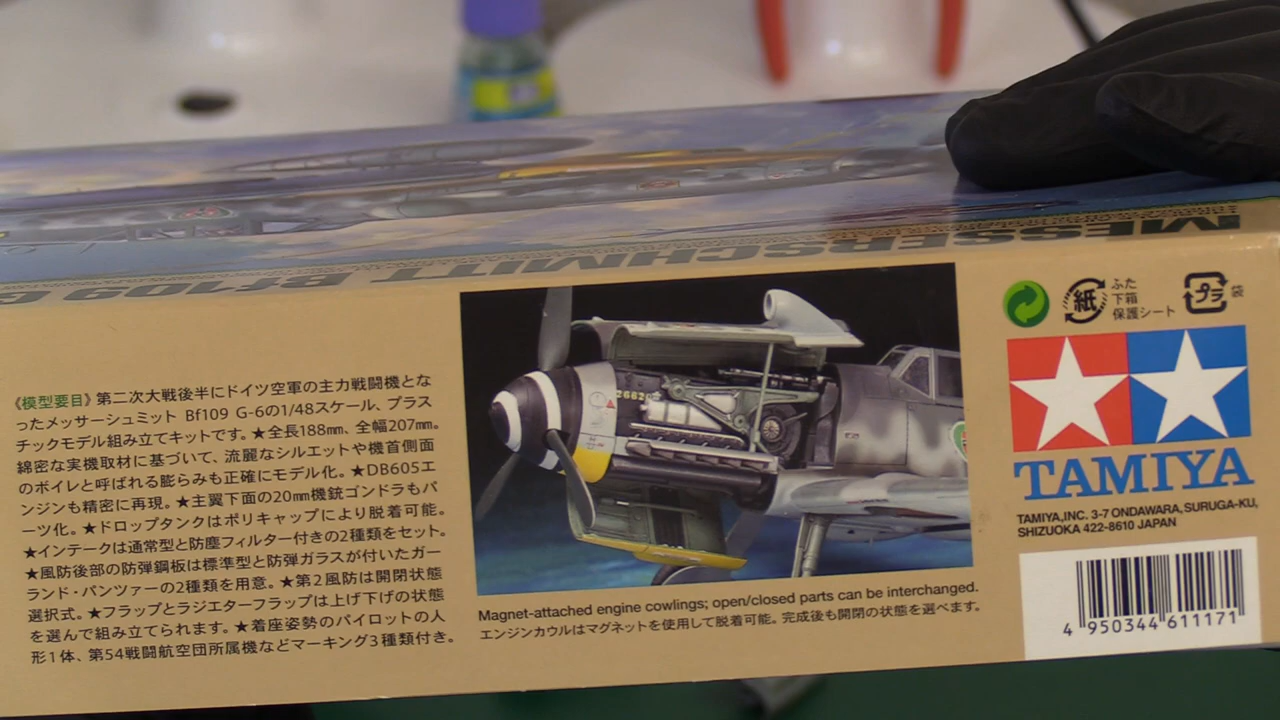 MESSERSCHMITT Bf109 G
《模型要目》第二次大戦後半にドイツ空軍の主力戦闘機とな
ったメッサーシュミット Bf109 G-6の1/48スケール、プラス
チックモデル組み立てキットです。★全長188mm、全幅207mm。
綿密な実機取材に基づいて、流麗なシルエットや機首側面
のボイレと呼ばれる膨らみも正確にモデル化。★DB605エ
ンジンも精密に再現。★主翼下面の20mm機銃ゴンドラもパ
ーツ化。★ドロップタンクはポリキャップにより脱着可能。
★インテークは通常型と防塵フィルター付きの2種類をセット。
★風防後部の防弾鋼板は標準型と防弾ガラスが付いたガー
ランド・パンツァーの2種類を用意。★第2風防は開閉状態
選択式。★フラップとラジエターフラップは上げ下げの状態
を選んで組み立てられます。★着座姿勢のパイロットの人
形1体、第54戦闘航空団所属機などマーキング3種類付き。
Magnet-attached engine cowlings; open/closed parts can be interchanged.
エンジンカウルはマグネットを使用して脱着可能。完成後も開閉の状態を選べます。
紙
ふた
下箱
保護シート
プラ
袋
TAMIYA
TAMIYA,INC. 3-7 ONDAWARA,SURUGA-KU,
SHIZUOKA 422-8610 JAPAN
4 950344 611171